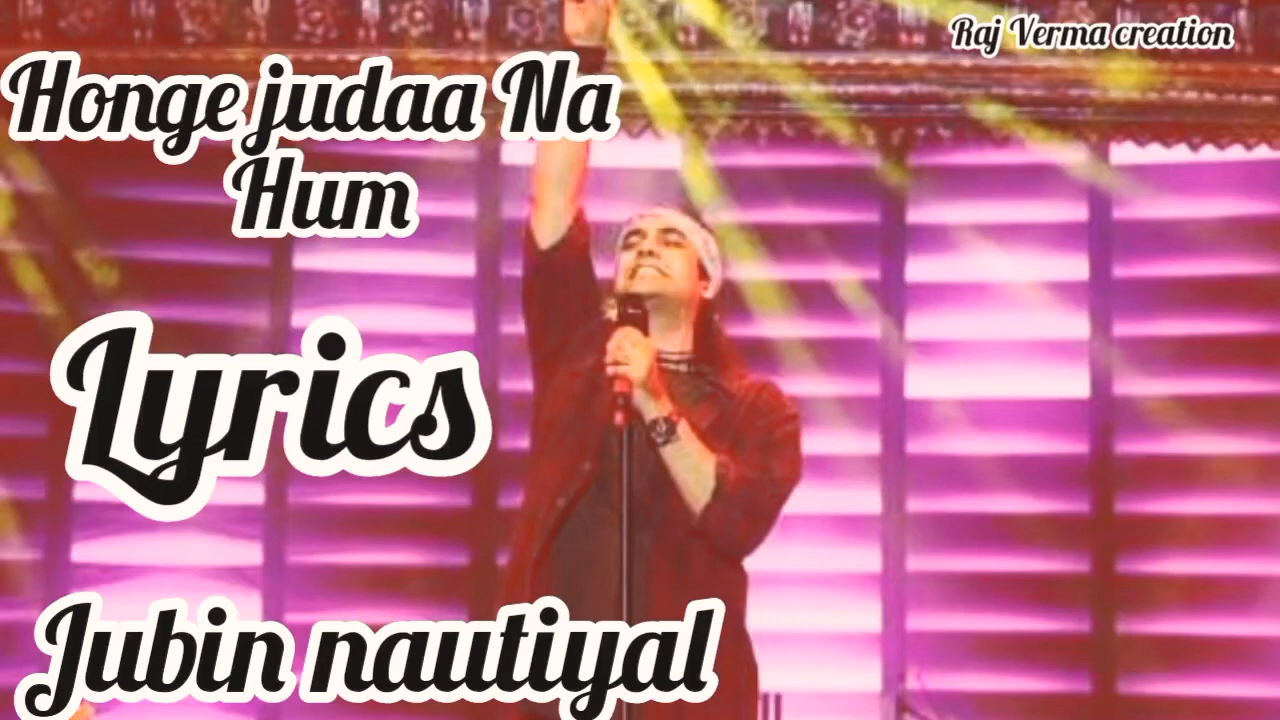 Raj Verma creation
Honge judaa Na
Hum
Lyrics
Jubin nautiyal